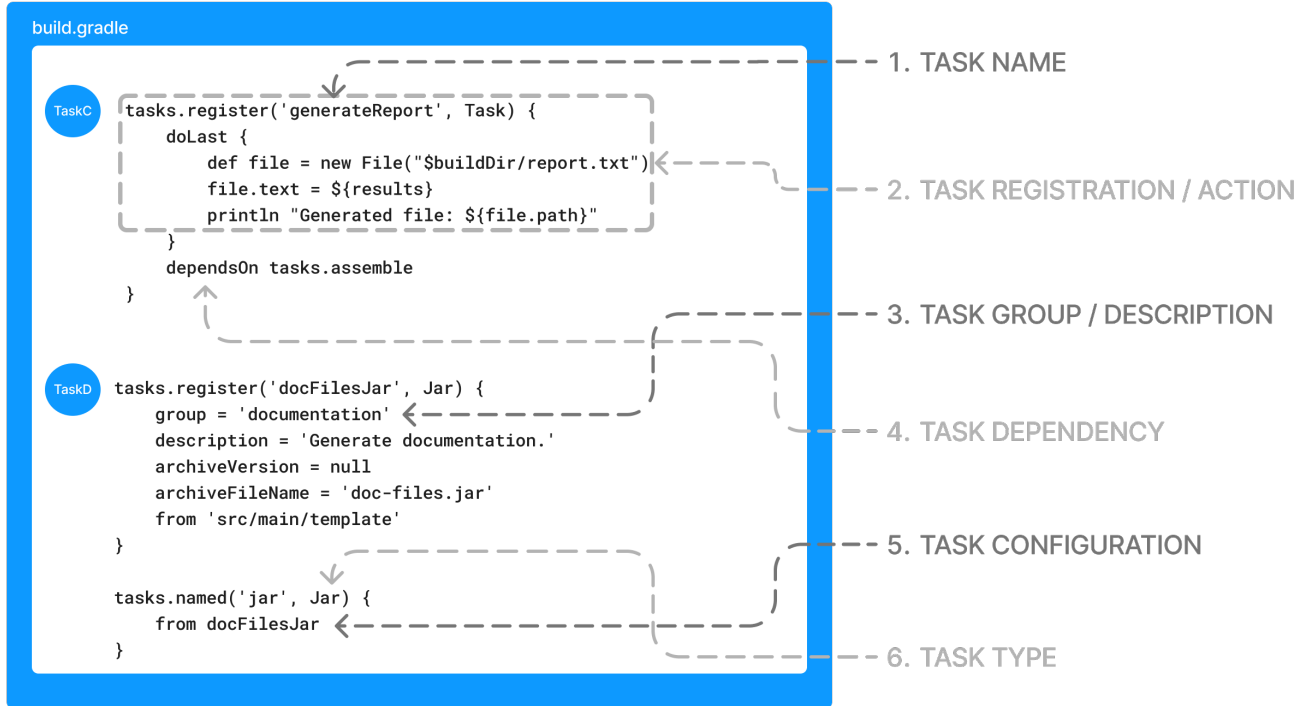 build.gradle
TaskC
tasks.register('generateReport', Task) {
    doLast {
        def file = new File("$buildDir/report.txt")
        file.text = ${results}
        println "Generated file: ${file.path}"
    }
    dependsOn tasks.assemble
}
TaskD
tasks.register('docFilesJar', Jar) {
    group = 'documentation'
    description = 'Generate documentation.'
    archiveVersion = null
    archiveFileName = 'doc-files.jar'
    from 'src/main/template'
}
tasks.named('jar', Jar) {
    from docFilesJar
}
1. TASK NAME
2. TASK REGISTRATION / ACTION
3. TASK GROUP / DESCRIPTION
4. TASK DEPENDENCY
5. TASK CONFIGURATION
6. TASK TYPE